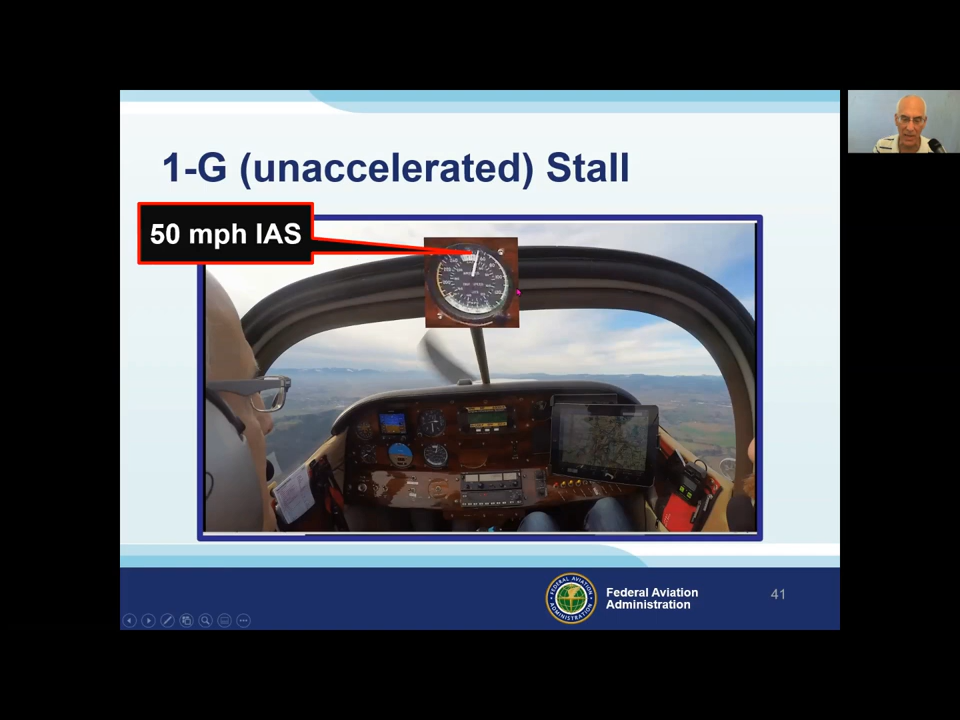 1-G (unaccelerated) Stall
50 mph IAS
Federal Aviation
Administration
41